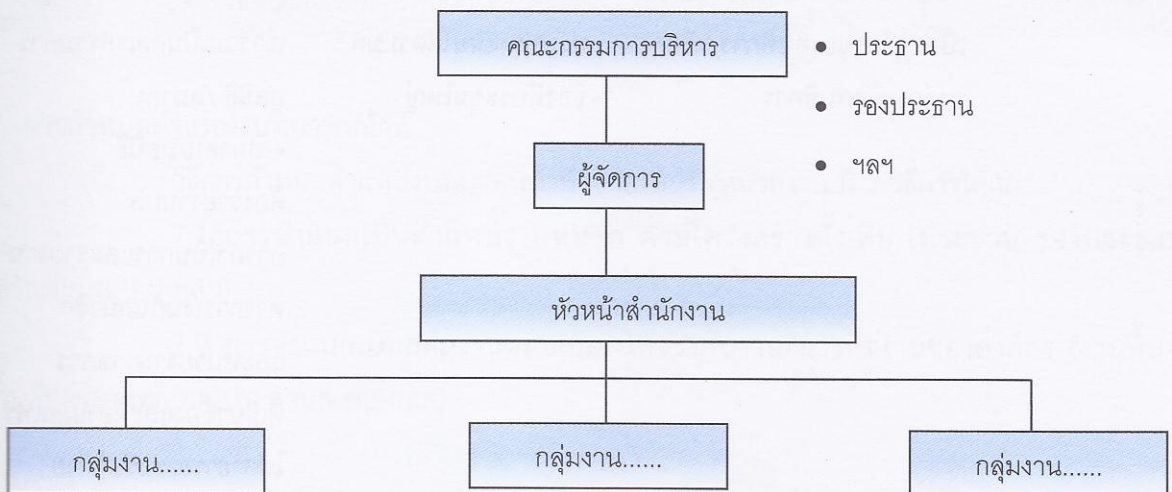 คณะกรรมการบริหาร
• ประธาน
• รองประธาน
• ฯลฯ
ผู้จัดการ
หัวหน้าสำนักงาน
กลุ่มงาน......
กลุ่มงาน......
กลุ่มงาน......